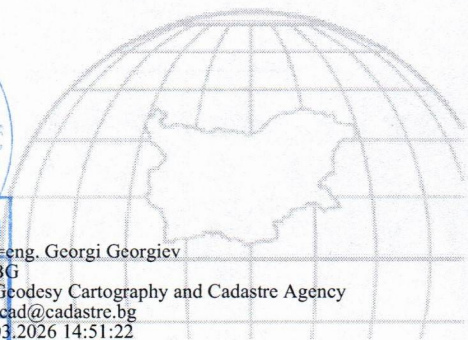 =eng. Georgi Georgiev
BG
Geodesy Cartography and Cadastre Agency
cad@cadastre.bg
03.2026 14:51:22